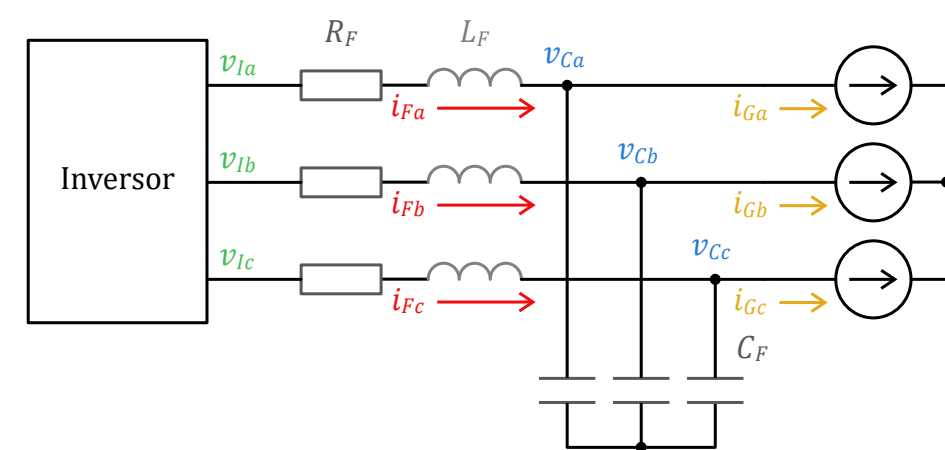 R_F L_F
v_Ia v_Ca
i_Fa i_Ga
v_Ib v_Cb
Inversor
i_Fb i_Gb
v_Ic v_Cc
i_Fc i_Gc
C_F